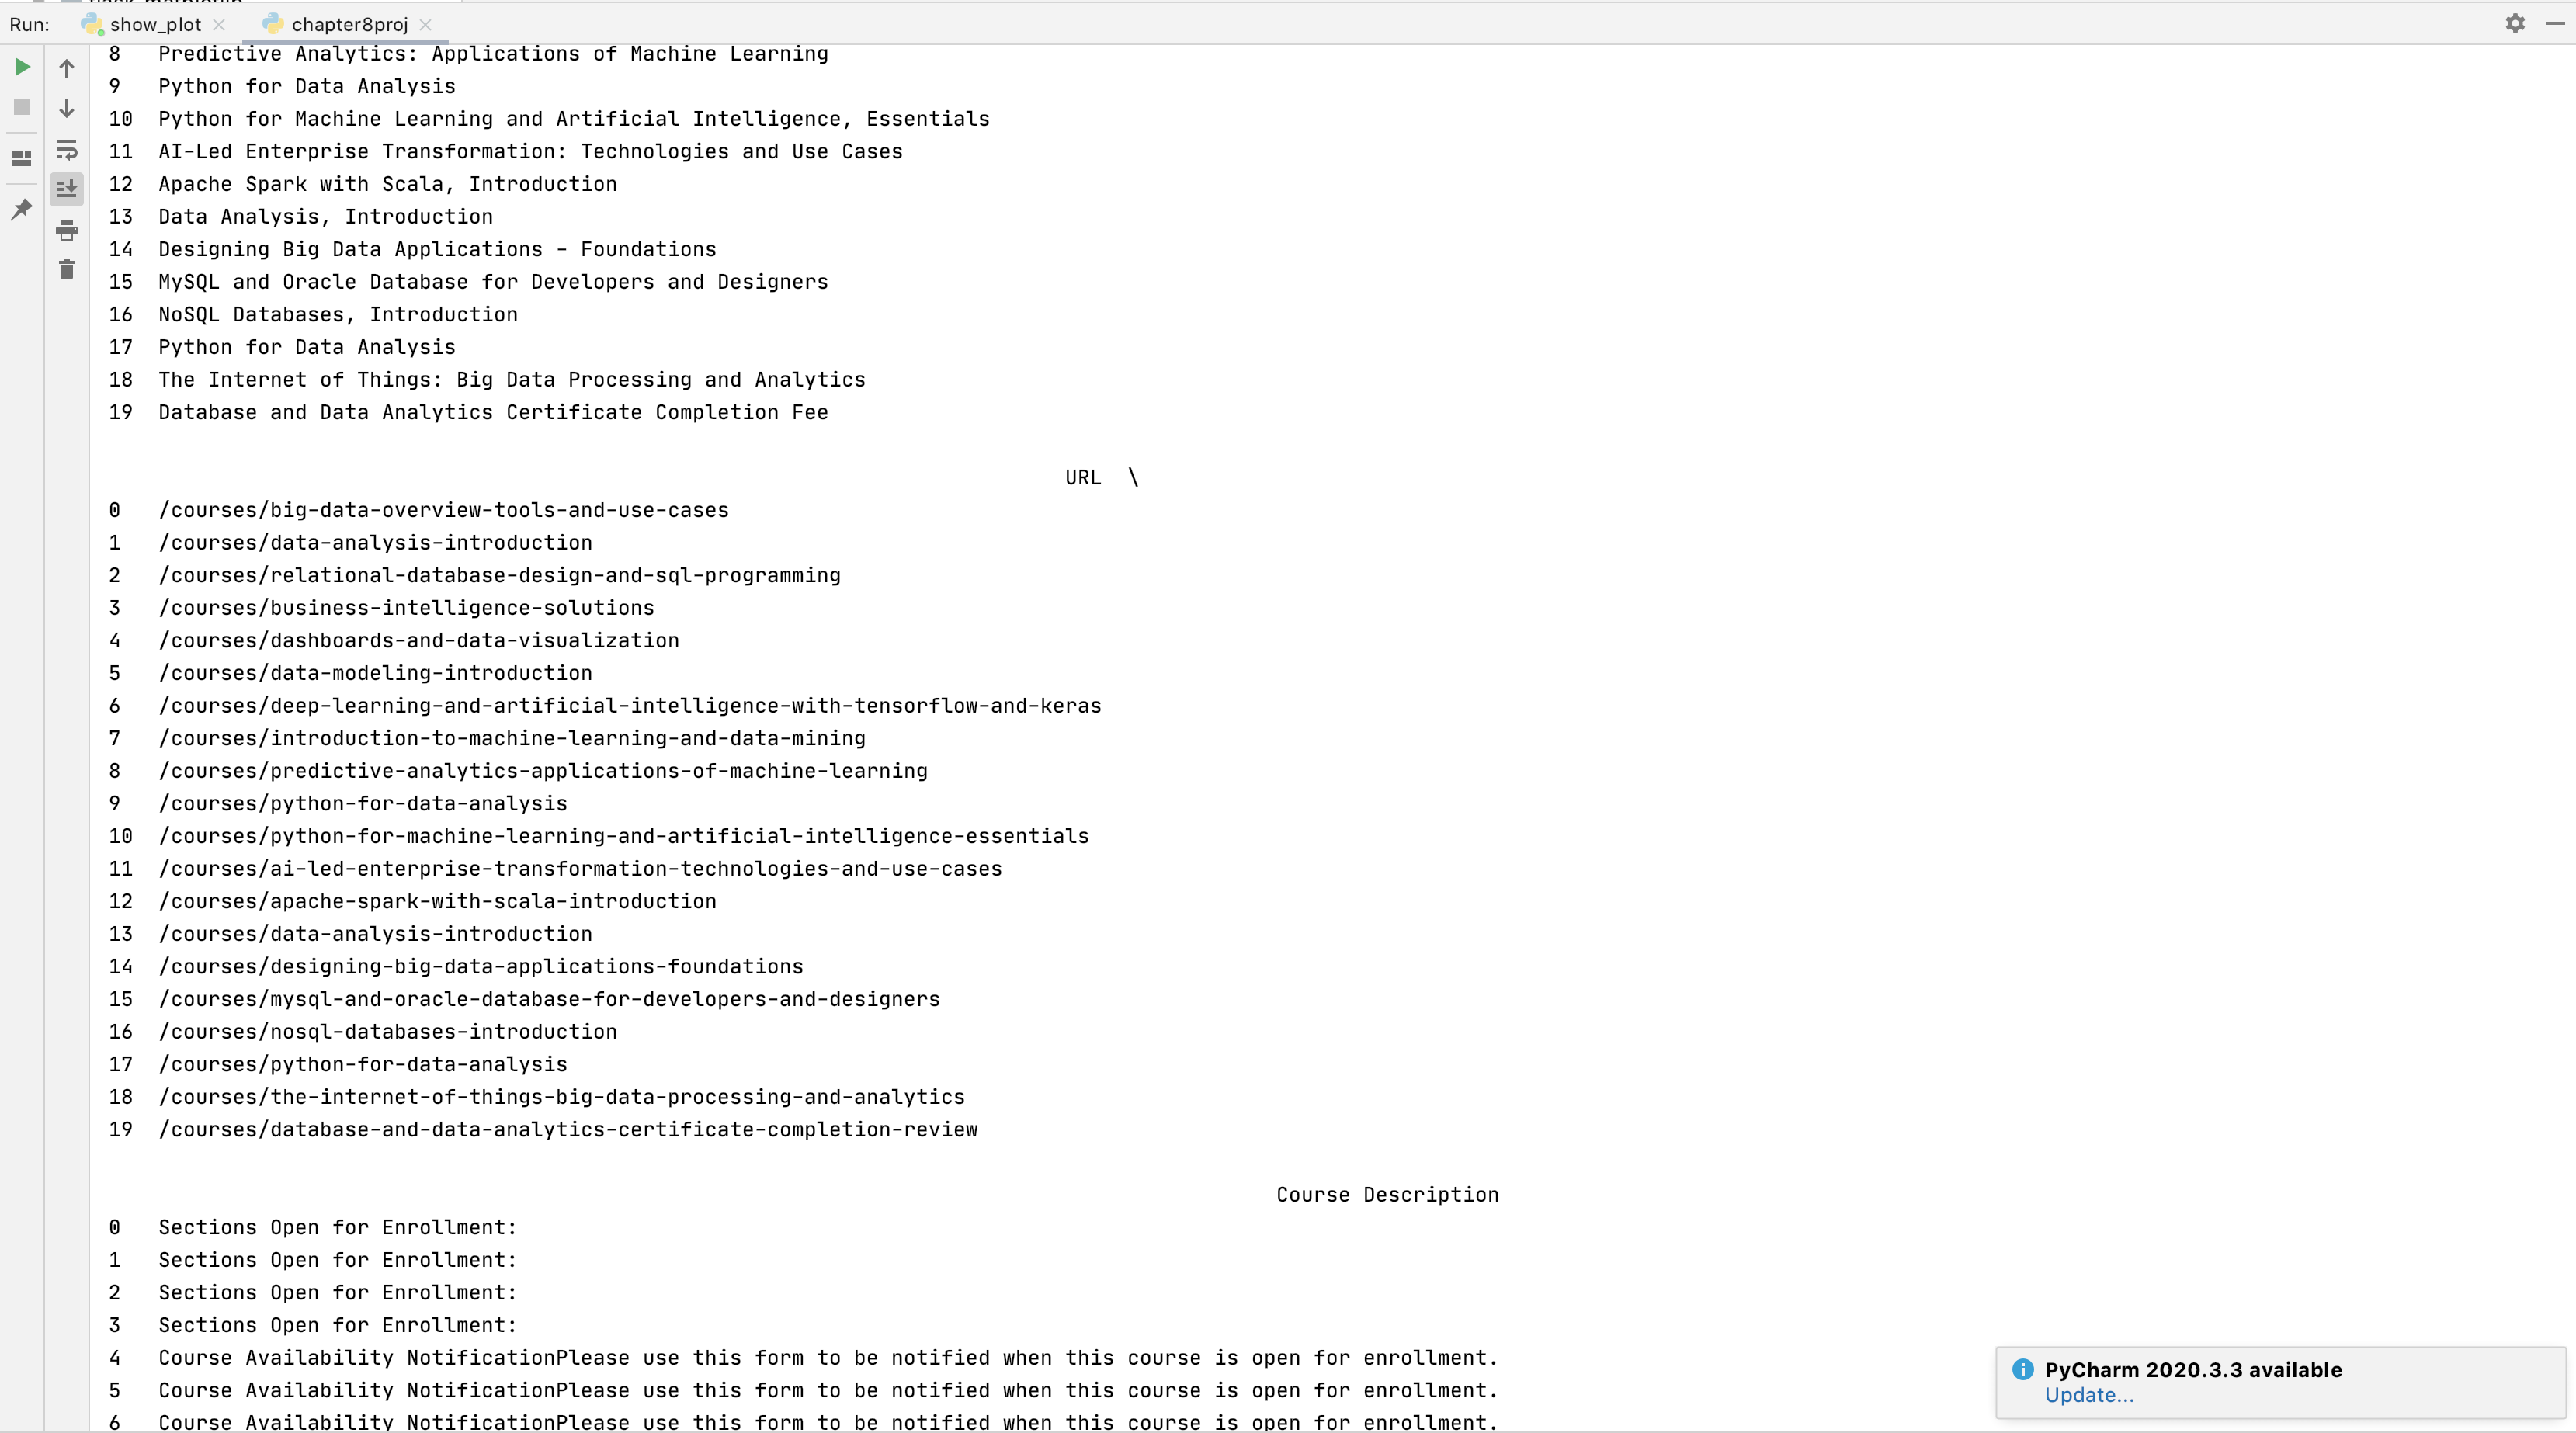 Run: show_plot chapter8proj
8 Predictive Analytics: Applications of Machine Learning
9 Python for Data Analysis
10 Python for Machine Learning and Artificial Intelligence, Essentials
11 AI-Led Enterprise Transformation: Technologies and Use Cases
12 Apache Spark with Scala, Introduction
13 Data Analysis, Introduction
14 Designing Big Data Applications - Foundations
15 MySQL and Oracle Database for Developers and Designers
16 NoSQL Databases, Introduction
17 Python for Data Analysis
18 The Internet of Things: Big Data Processing and Analytics
19 Database and Data Analytics Certificate Completion Fee
URL \
0 /courses/big-data-overview-tools-and-use-cases
1 /courses/data-analysis-introduction
2 /courses/relational-database-design-and-sql-programming
3 /courses/business-intelligence-solutions
4 /courses/dashboards-and-data-visualization
5 /courses/data-modeling-introduction
6 /courses/deep-learning-and-artificial-intelligence-with-tensorflow-and-keras
7 /courses/introduction-to-machine-learning-and-data-mining
8 /courses/predictive-analytics-applications-of-machine-learning
9 /courses/python-for-data-analysis
10 /courses/python-for-machine-learning-and-artificial-intelligence-essentials
11 /courses/ai-led-enterprise-transformation-technologies-and-use-cases
12 /courses/apache-spark-with-scala-introduction
13 /courses/data-analysis-introduction
14 /courses/designing-big-data-applications-foundations
15 /courses/mysql-and-oracle-database-for-developers-and-designers
16 /courses/nosql-databases-introduction
17 /courses/python-for-data-analysis
18 /courses/the-internet-of-things-big-data-processing-and-analytics
19 /courses/database-and-data-analytics-certificate-completion-review
Course Description
0 Sections Open for Enrollment:
1 Sections Open for Enrollment:
2 Sections Open for Enrollment:
3 Sections Open for Enrollment:
4 Course Availability NotificationPlease use this form to be notified when this course is open for enrollment.
5 Course Availability NotificationPlease use this form to be notified when this course is open for enrollment.
6 Course Availability NotificationPlease use this form to be notified when this course is open for enrollment.
PyCharm 2020.3.3 available
Update...